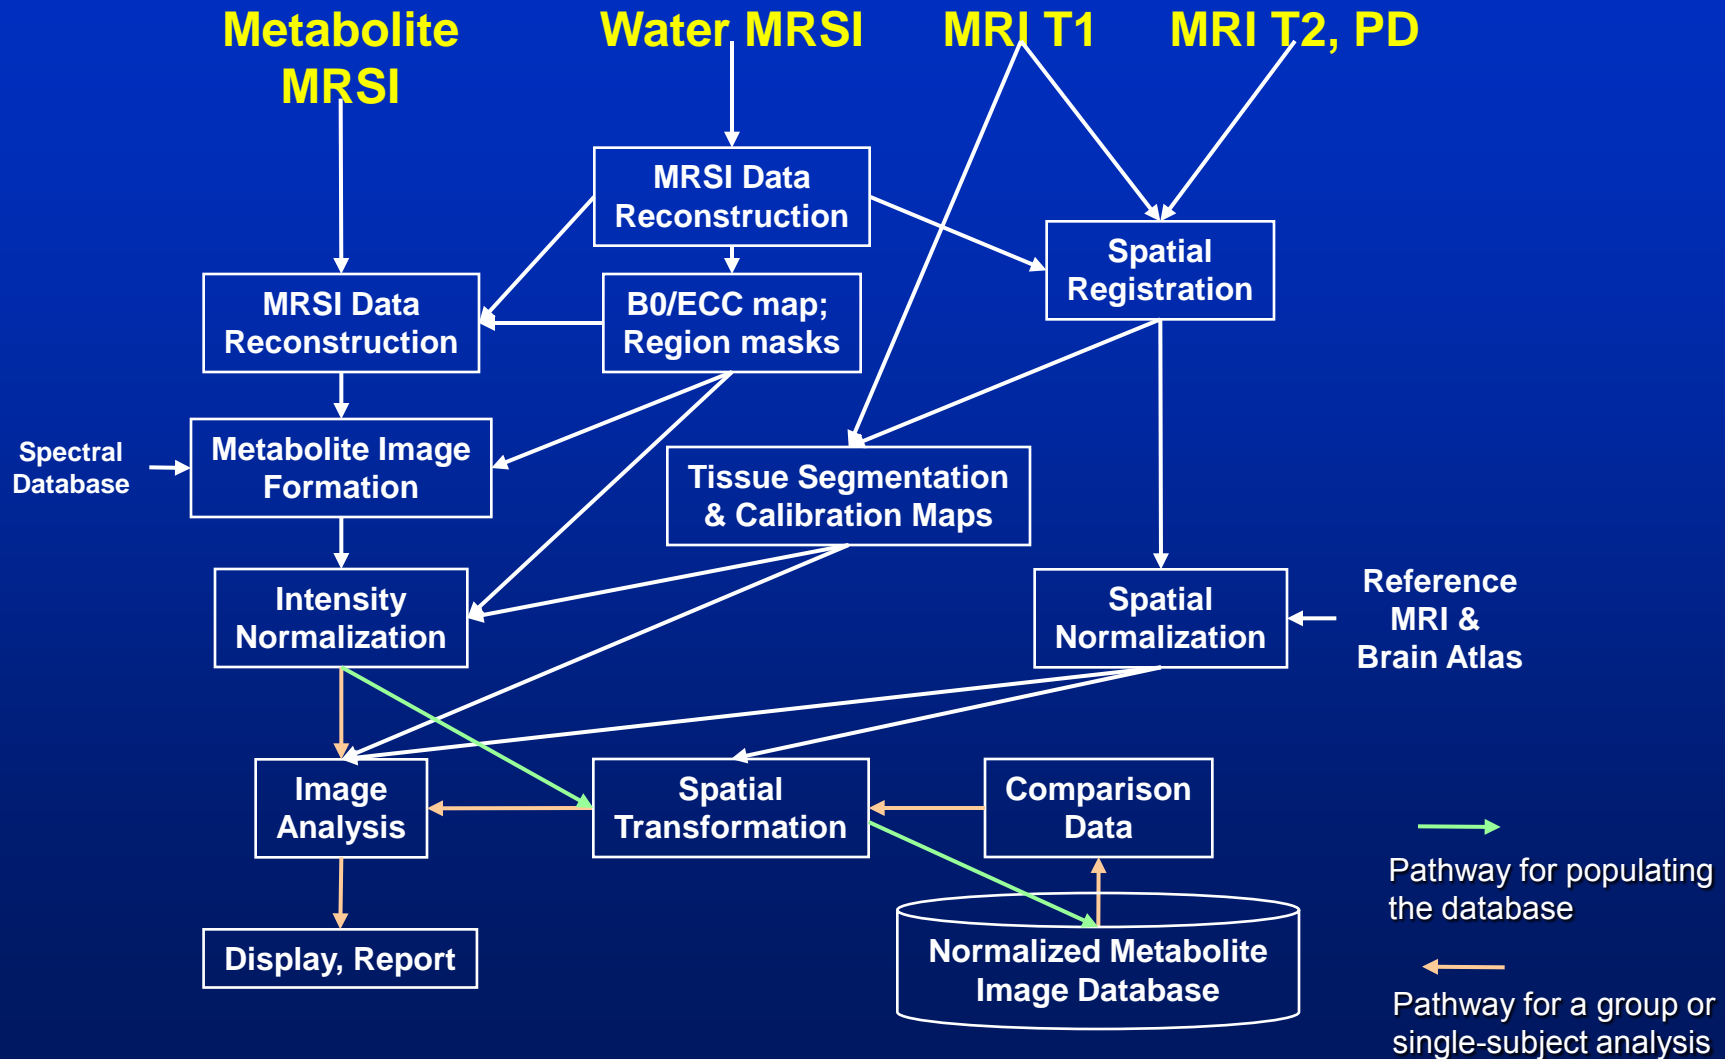 Metabolite
MRSI
Water MRSI
MRI T1
MRI T2, PD
MRSI Data
Reconstruction
Spatial
Registration
MRSI Data
Reconstruction
B0/ECC map;
Region masks
Spectral
Database
Metabolite Image
Formation
Tissue Segmentation
& Calibration Maps
Intensity
Normalization
Spatial
Normalization
Reference
MRI &
Brain Atlas
Image
Analysis
Spatial
Transformation
Comparison
Data
Pathway for populating
the database
Display, Report
Normalized Metabolite
Image Database
Pathway for a group or
single-subject analysis